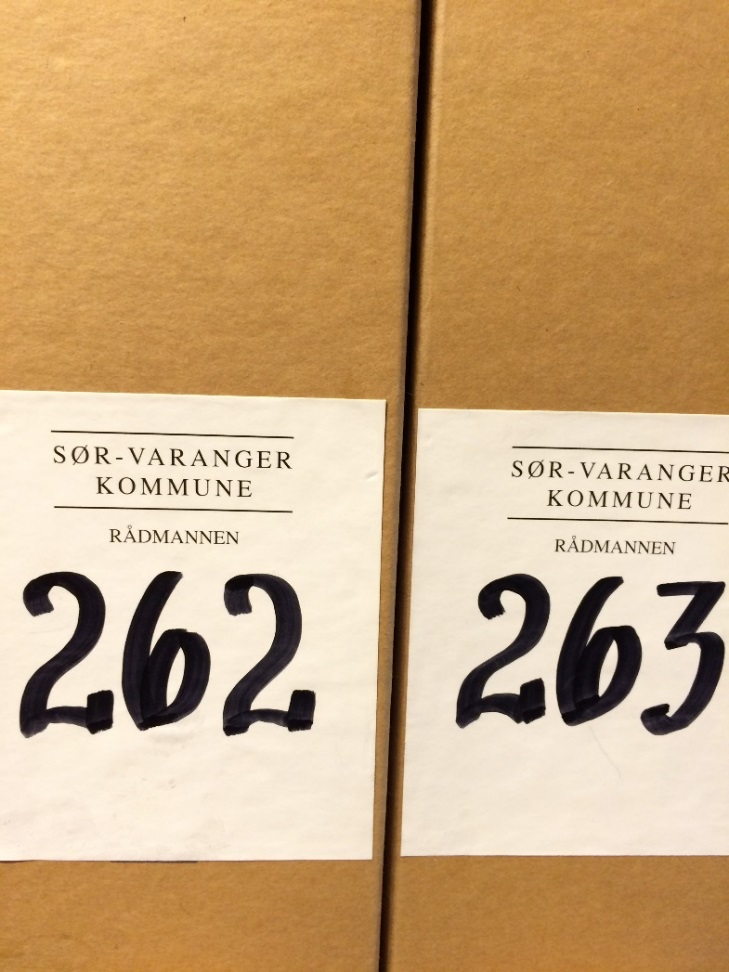 SØR-VARANGER
KOMMUNE
RÅDMANNEN
262
SØR-VARANGER
KOMMUNE
RÅDMANNEN
263